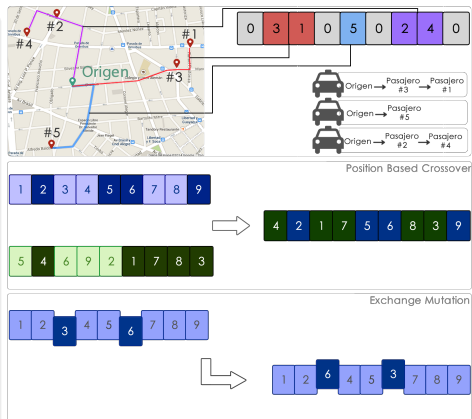 #2
#4
#1
#3
Origen
#5
0 3 1 0 5 0 2 4 0
Origen → Pasajero #3 → Pasajero #1
Origen → Pasajero #5
Origen → Pasajero #2 → Pasajero #4
Position Based Crossover
1 2 3 4 5 6 7 8 9
4 2 1 7 5 6 8 3 9
5 4 6 9 2 1 7 8 3
Exchange Mutation
1 2 3 4 5 6 7 8 9
1 2 6 4 5 3 7 8 9